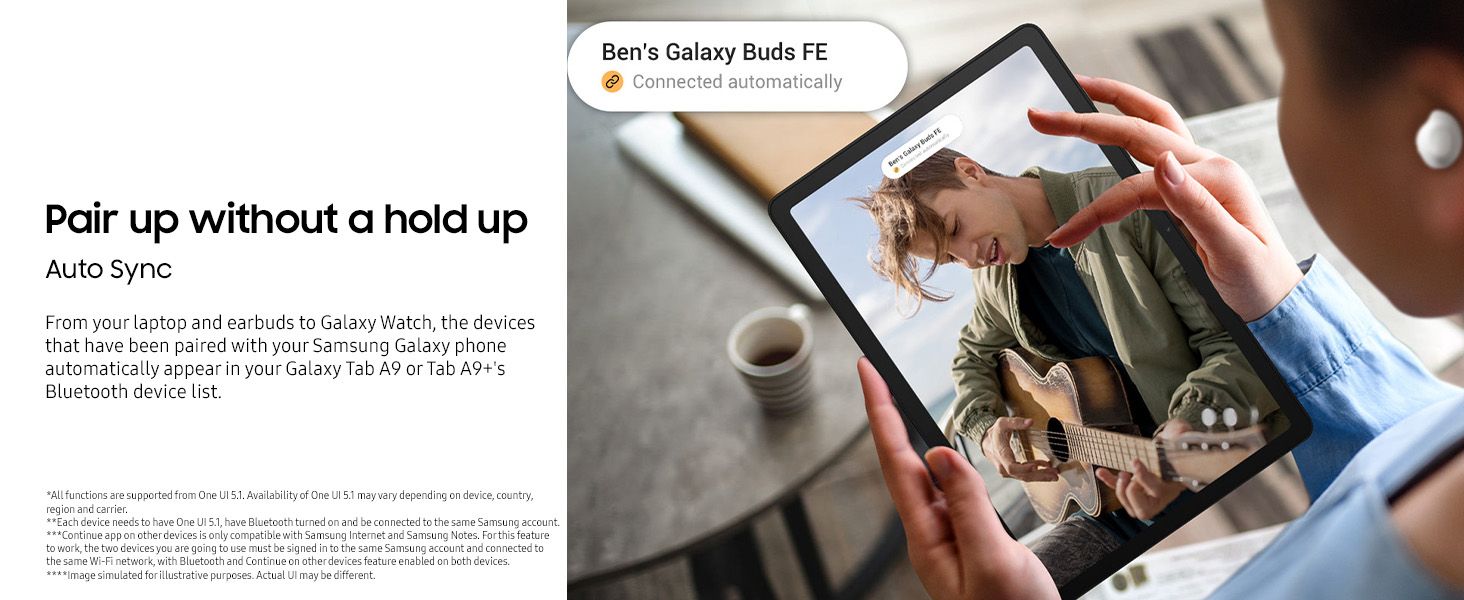 Pair up without a hold up
Auto Sync
From your laptop and earbuds to Galaxy Watch, the devices
that have been paired with your Samsung Galaxy phone
automatically appear in your Galaxy Tab A9 or Tab A9+'s
Bluetooth device list.
*All functions are supported from One UI 5.1. Availability of One UI 5.1 may vary depending on device, country,
region and carrier.
**Each device needs to have One UI 5.1, have Bluetooth turned on and be connected to the same Samsung account.
***Continue app on other devices is only compatible with Samsung Internet and Samsung Notes. For this feature
to work, the two devices you are going to use must be signed in to the same Samsung account and connected to
the same Wi-Fi network, with Bluetooth and Continue on other devices feature enabled on both devices.
****Image simulated for illustrative purposes. Actual UI may be different.
Ben's Galaxy Buds FE
Connected automatically
Ben's Galaxy Buds FE
Connected automatically